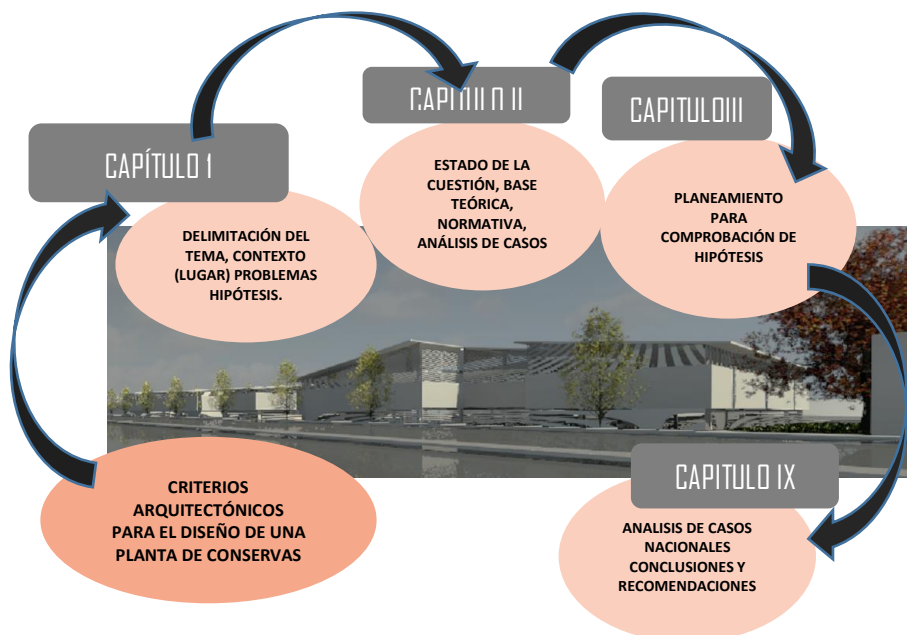 CAPÍTULO 1
DELIMITACIÓN DEL
TEMA, CONTEXTO
(LUGAR) PROBLEMAS
HIPÓTESIS.
CAPITULO II
ESTADO DE LA
CUESTIÓN, BASE
TEÓRICA,
NORMATIVA,
ANÁLISIS DE CASOS
CAPITULOIII
PLANEAMIENTO
PARA
COMPROBACIÓN DE
HIPÓTESIS
CRITERIOS
ARQUITECTÓNICOS
PARA EL DISEÑO DE UNA
PLANTA DE CONSERVAS
CAPITULO IX
ANALISIS DE CASOS
NACIONALES
CONCLUSIONES Y
RECOMENDACIONES